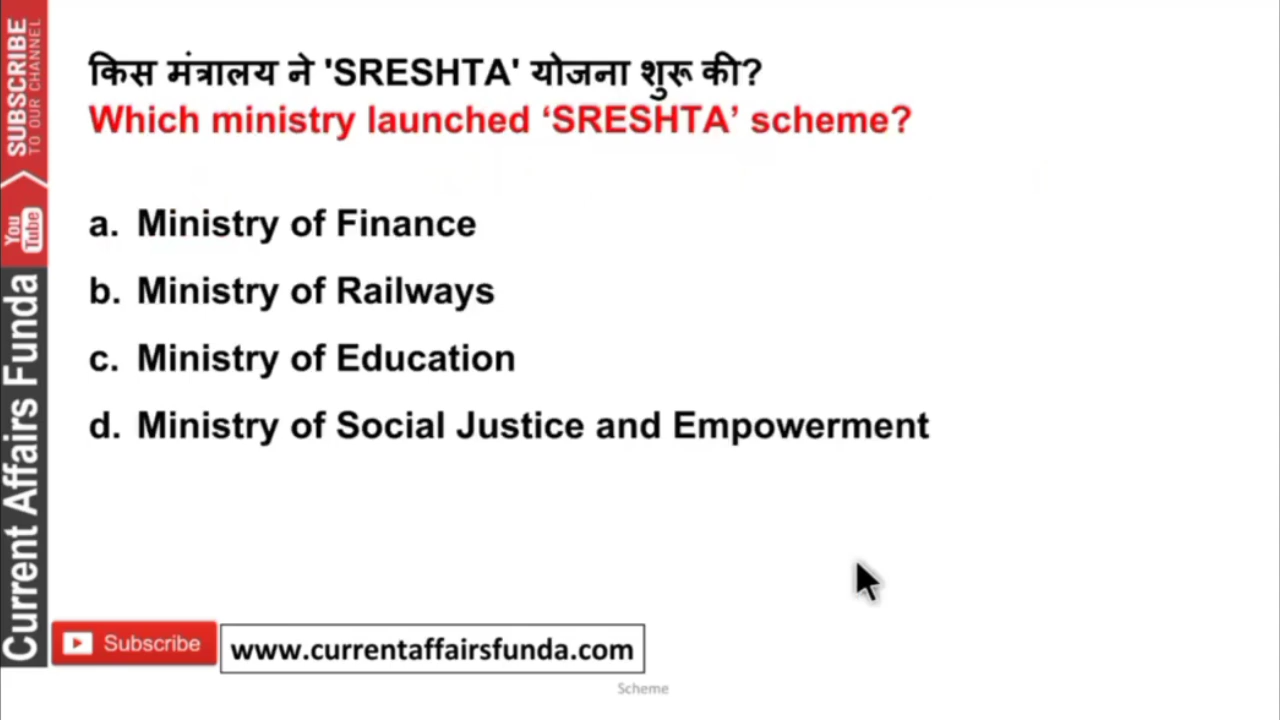 किस मंत्रालय ने 'SRESHTA' योजना शुरू की?
Which ministry launched ‘SRESHTA’ scheme?
a. Ministry of Finance
b. Ministry of Railways
c. Ministry of Education
d. Ministry of Social Justice and Empowerment
SUBSCRIBE
TO OUR CHANNEL
You Tube
Current Affairs Funda
Subscribe
www.currentaffairsfunda.com
Scheme